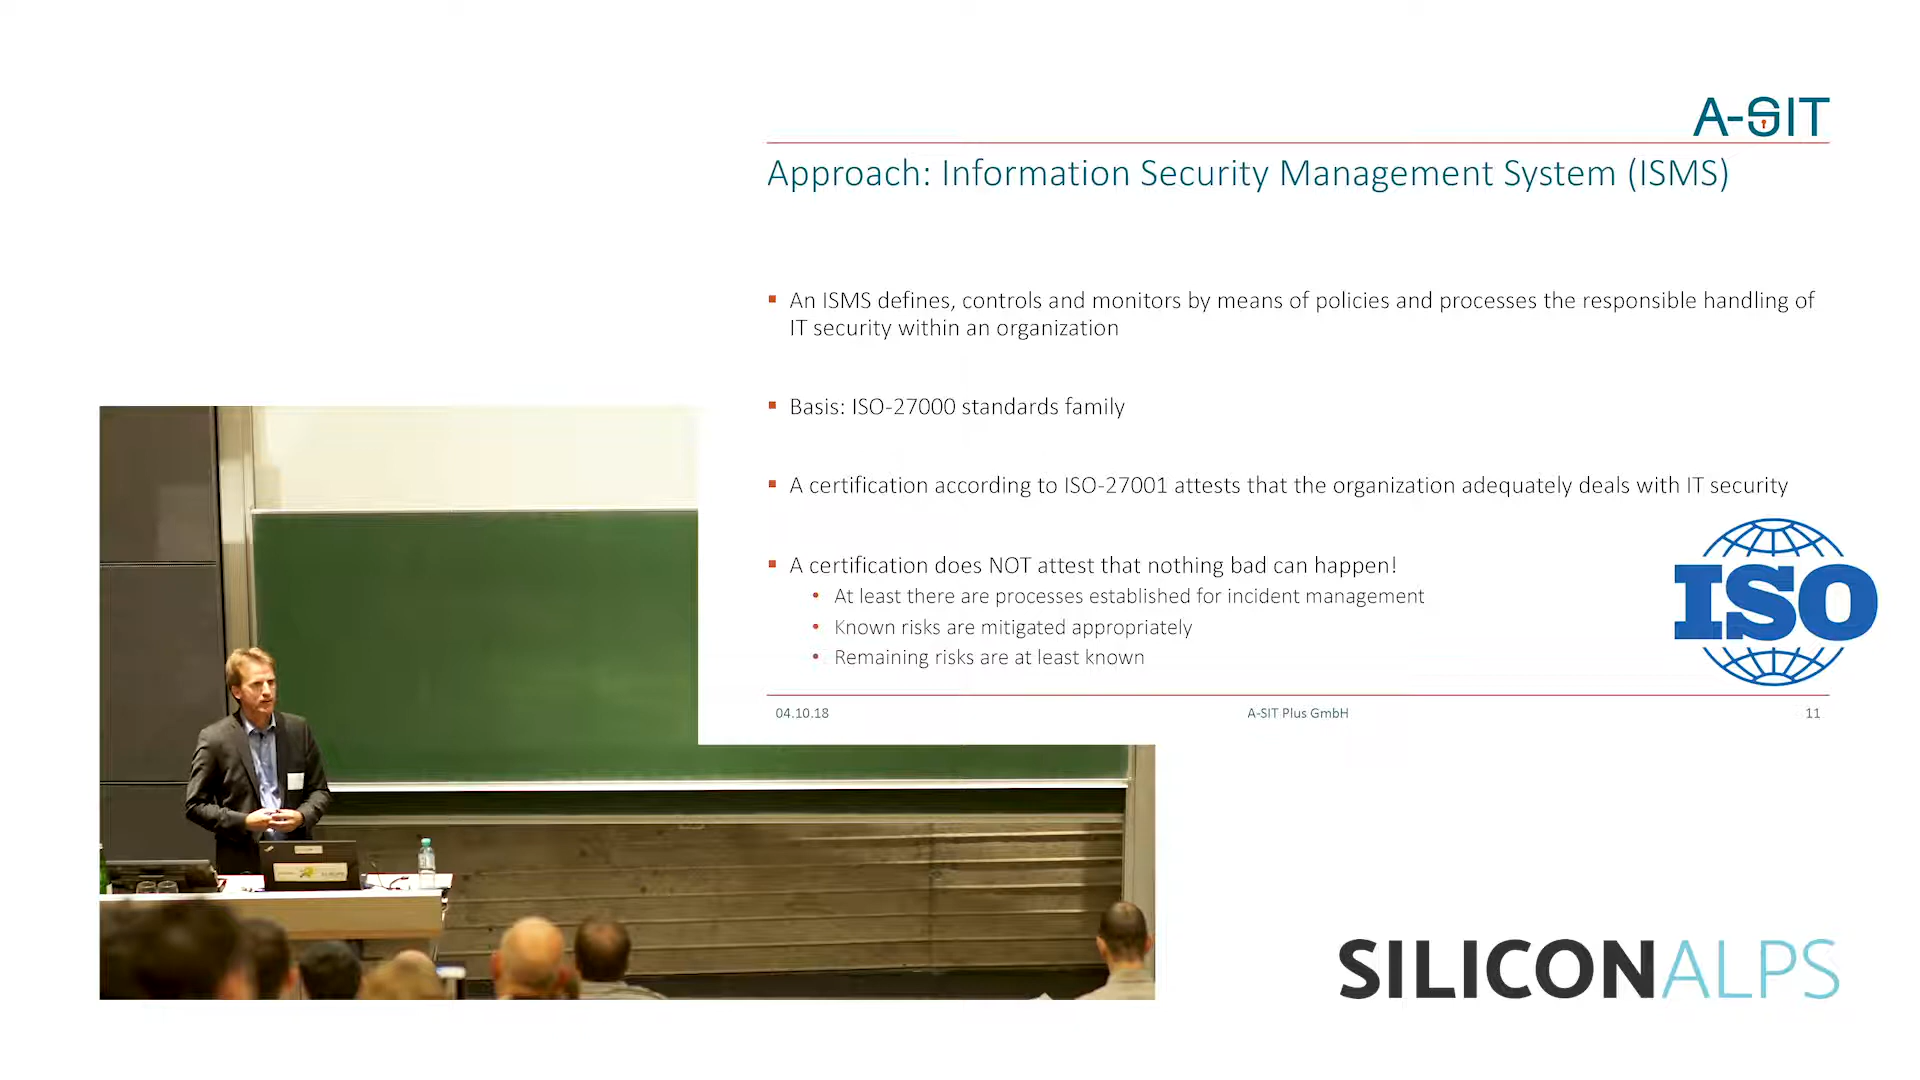 A-SIT
Approach: Information Security Management System (ISMS)
▪ An ISMS defines, controls and monitors by means of policies and processes the responsible handling of
IT security within an organization
▪ Basis: ISO-27000 standards family
▪ A certification according to ISO-27001 attests that the organization adequately deals with IT security
▪ A certification does NOT attest that nothing bad can happen!
• At least there are processes established for incident management
• Known risks are mitigated appropriately
• Remaining risks are at least known
ISO
04.10.18 A-SIT Plus GmbH 11
SILICONALPS